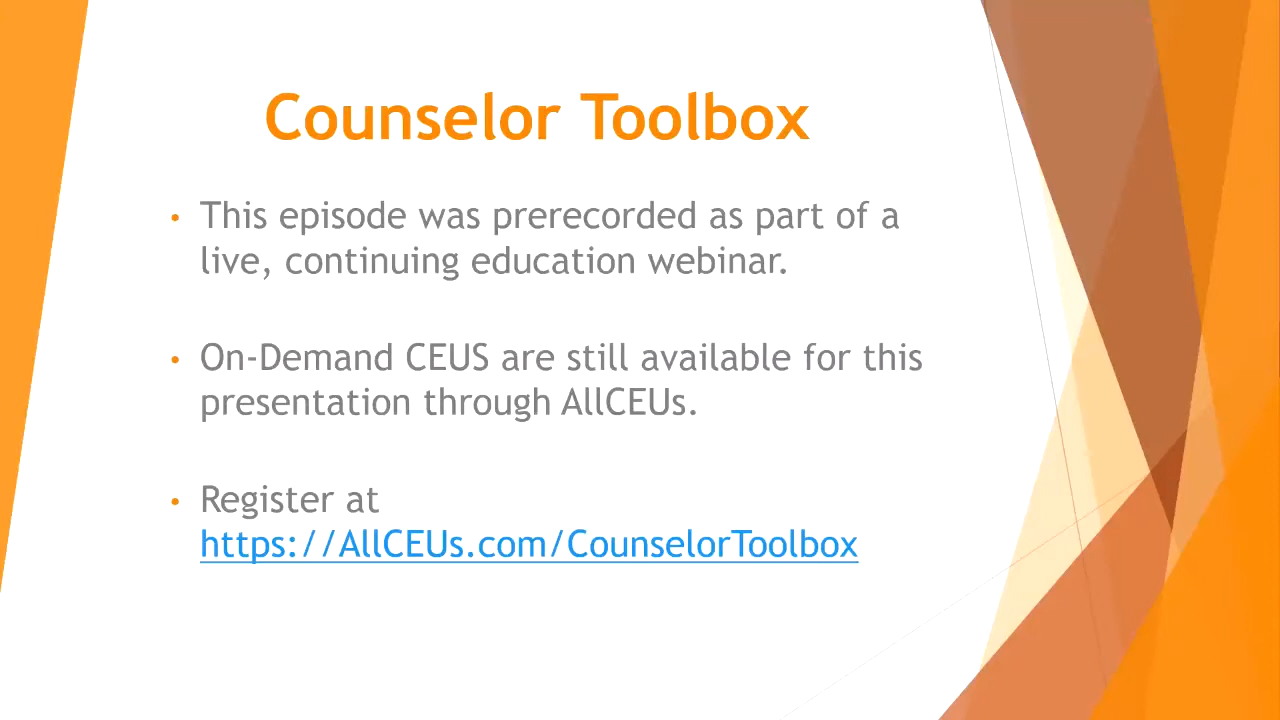 Counselor Toolbox
• This episode was prerecorded as part of a
live, continuing education webinar.
• On-Demand CEUS are still available for this
presentation through AllCEUs.
• Register at
https://AllCEUs.com/CounselorToolbox